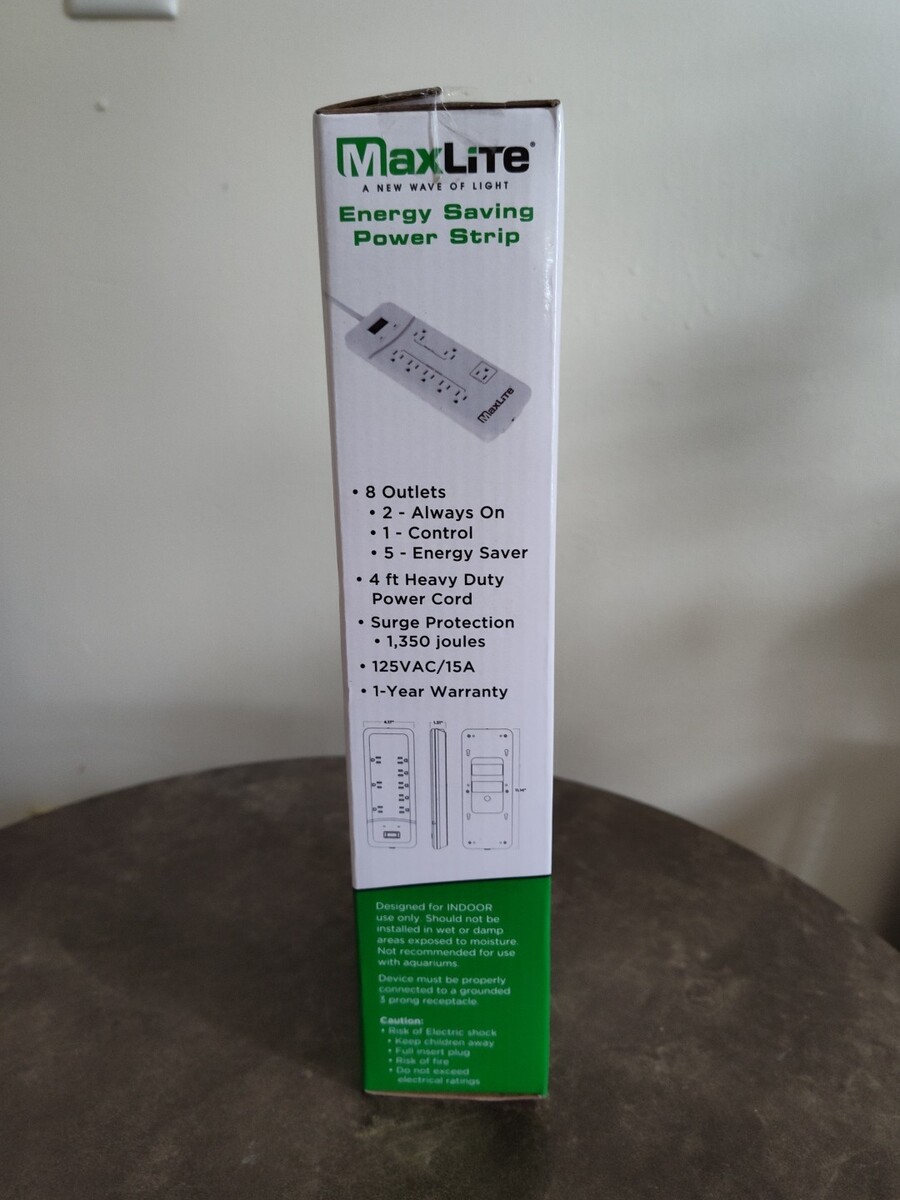 MaxLite®
A NEW WAVE OF LIGHT
Energy Saving
Power Strip
MaxLite
• 8 Outlets
• 2 - Always On
• 1 - Control
• 5 - Energy Saver
• 4 ft Heavy Duty
Power Cord
• Surge Protection
• 1,350 joules
• 125VAC/15A
• 1-Year Warranty
Designed for INDOOR
use only. Should not be
installed in wet or damp
areas exposed to moisture.
Not recommended for use
with aquariums.
Device must be properly
connected to a grounded
3 prong receptacle.
Caution:
• Risk of Electric shock
• Keep children away
• Full insert plug
• Risk of fire
• Do not exceed
electrical ratings